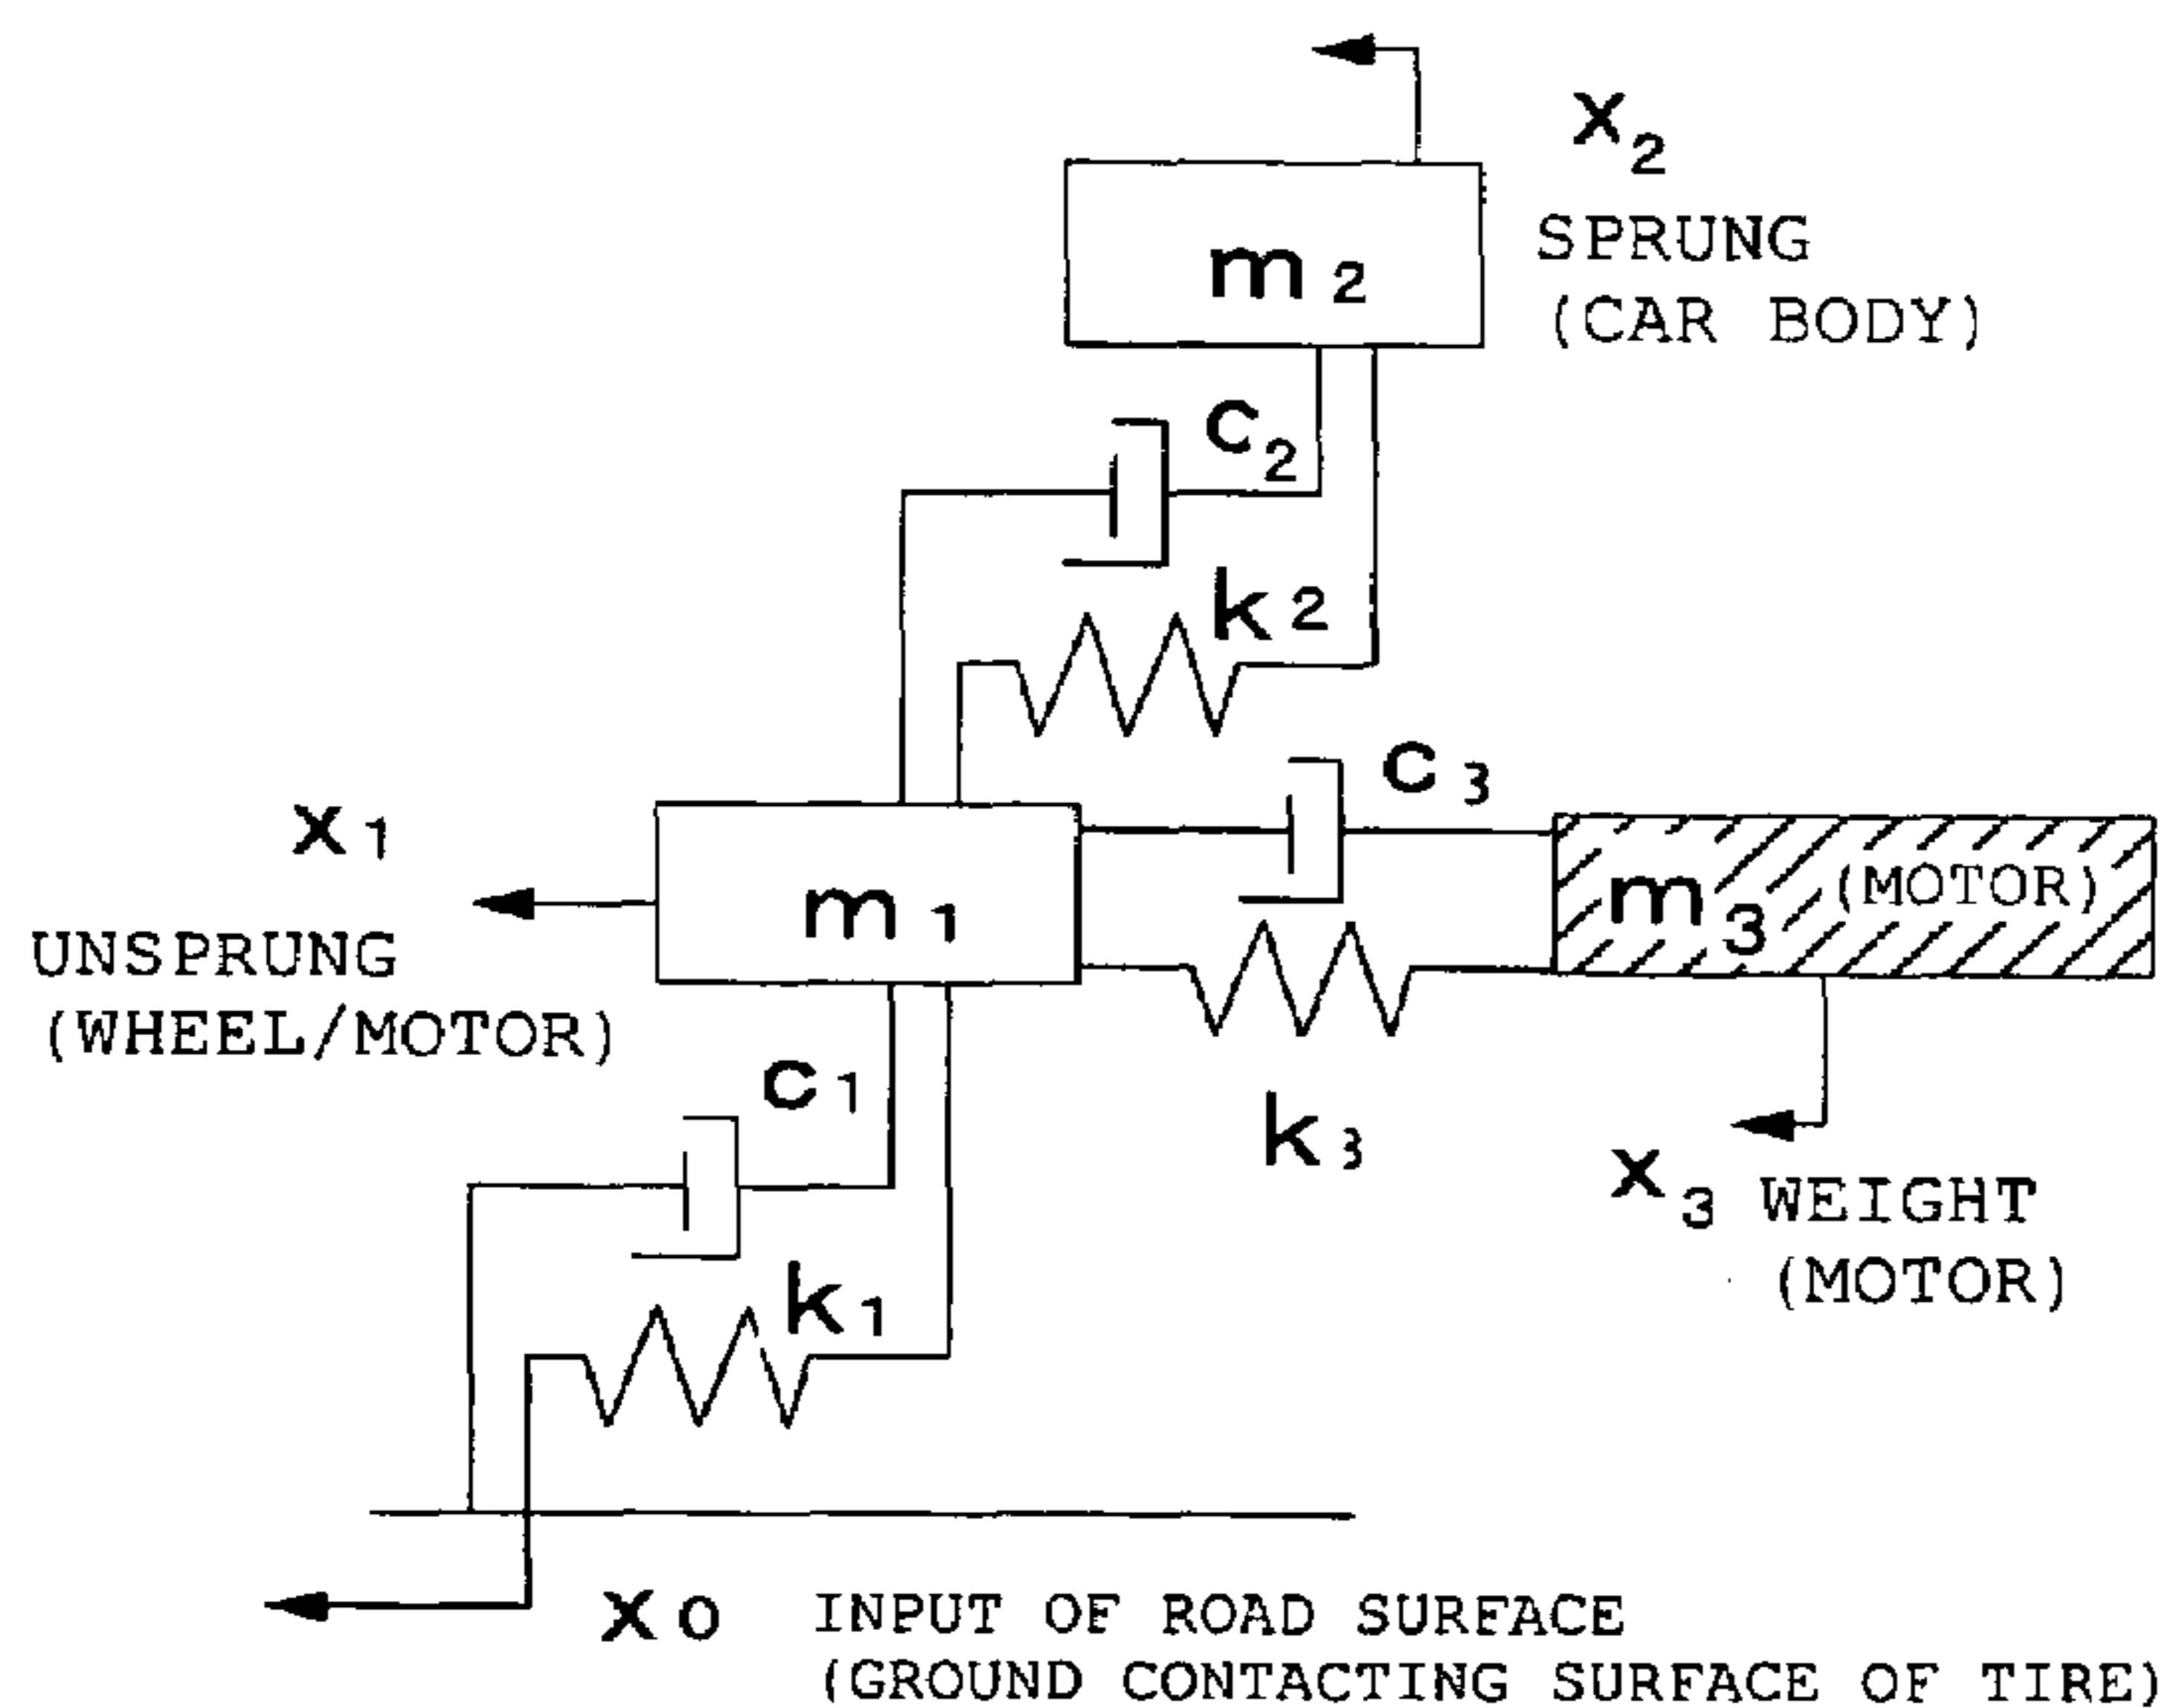 x2
SPRUNG
(CAR BODY)
m2
c2
k2
c3
x1
m1
m3 (MOTOR)
UNSPRUNG
(WHEEL/MOTOR)
c1
k3
x3 WEIGHT
(MOTOR)
k1
x0 INPUT OF ROAD SURFACE
(GROUND CONTACTING SURFACE OF TIRE)